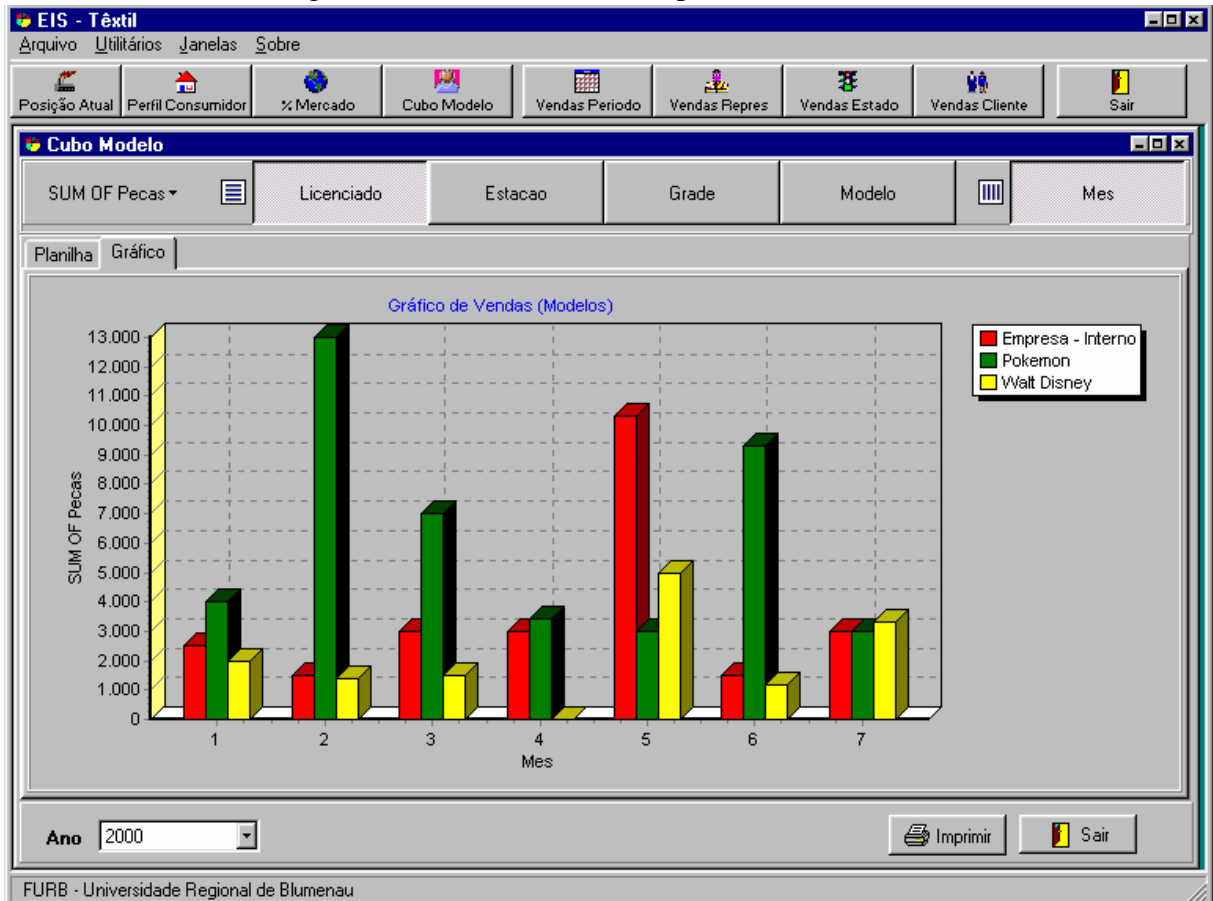 EIS - Têxtil
Arquivo Utilitários Janelas Sobre
Posição Atual Perfil Consumidor % Mercado Cubo Modelo Vendas Periodo Vendas Repres Vendas Estado Vendas Cliente Sair
Cubo Modelo
SUM OF Pecas Licenciado Estacao Grade Modelo Mes
Planilha Gráfico
Gráfico de Vendas (Modelos)
Empresa - Interno
Pokemon
Walt Disney
SUM OF Pecas
13.000
12.000
11.000
10.000
9.000
8.000
7.000
6.000
5.000
4.000
3.000
2.000
1.000
0
1 2 3 4 5 6 7
Mes
Ano 2000 Imprimir Sair
FURB - Universidade Regional de Blumenau